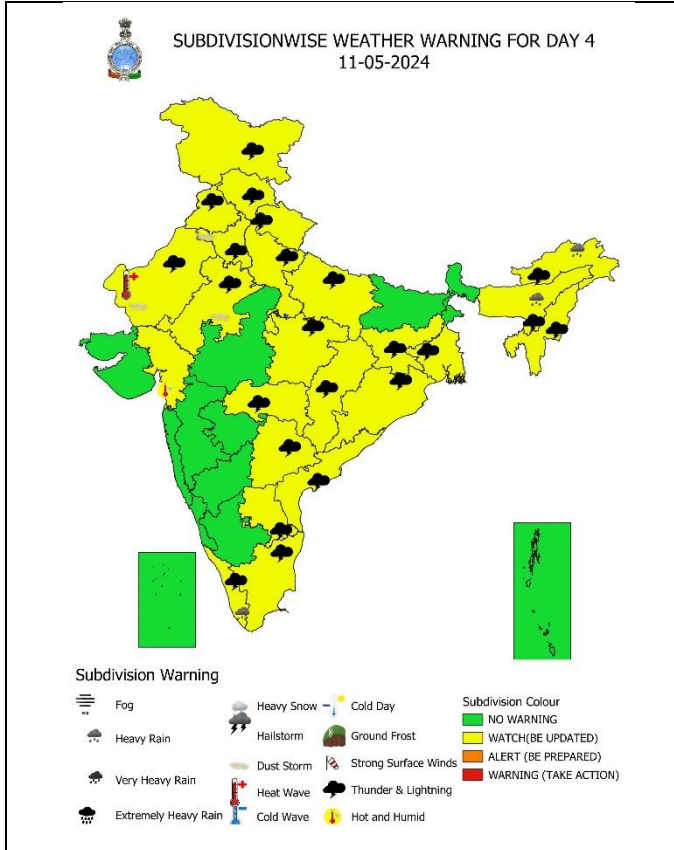 SUBDIVISIONWISE WEATHER WARNING FOR DAY 4
11-05-2024
Subdivision Warning
Fog
Heavy Rain
Very Heavy Rain
Extremely Heavy Rain
Heavy Snow
Hailstorm
Dust Storm
Heat Wave
Cold Wave
Cold Day
Ground Frost
Strong Surface Winds
Thunder & Lightning
Hot and Humid
Subdivision Colour
NO WARNING
WATCH(BE UPDATED)
ALERT (BE PREPARED)
WARNING (TAKE ACTION)